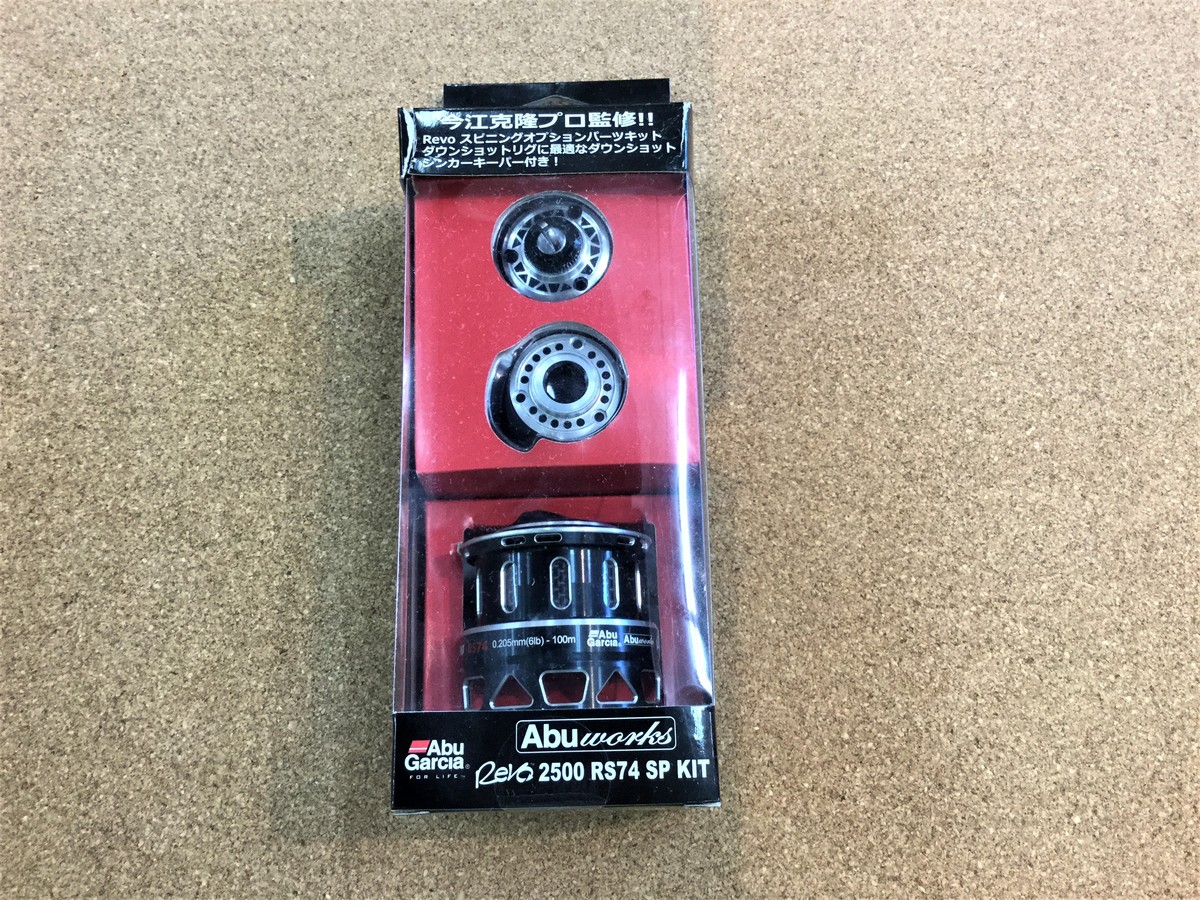 今江克隆プロ監修!!
Revo スピニングオプションパーツキット
ダウンショットリグに最適なダウンショット
シンカーキーパー付き！
RS74 0.205mm(6lb) - 100m Abu Garcia® Abuworks
Abuworks
Abu
Garcia®
FOR LIFE™
Revo 2500 RS74 SP KIT